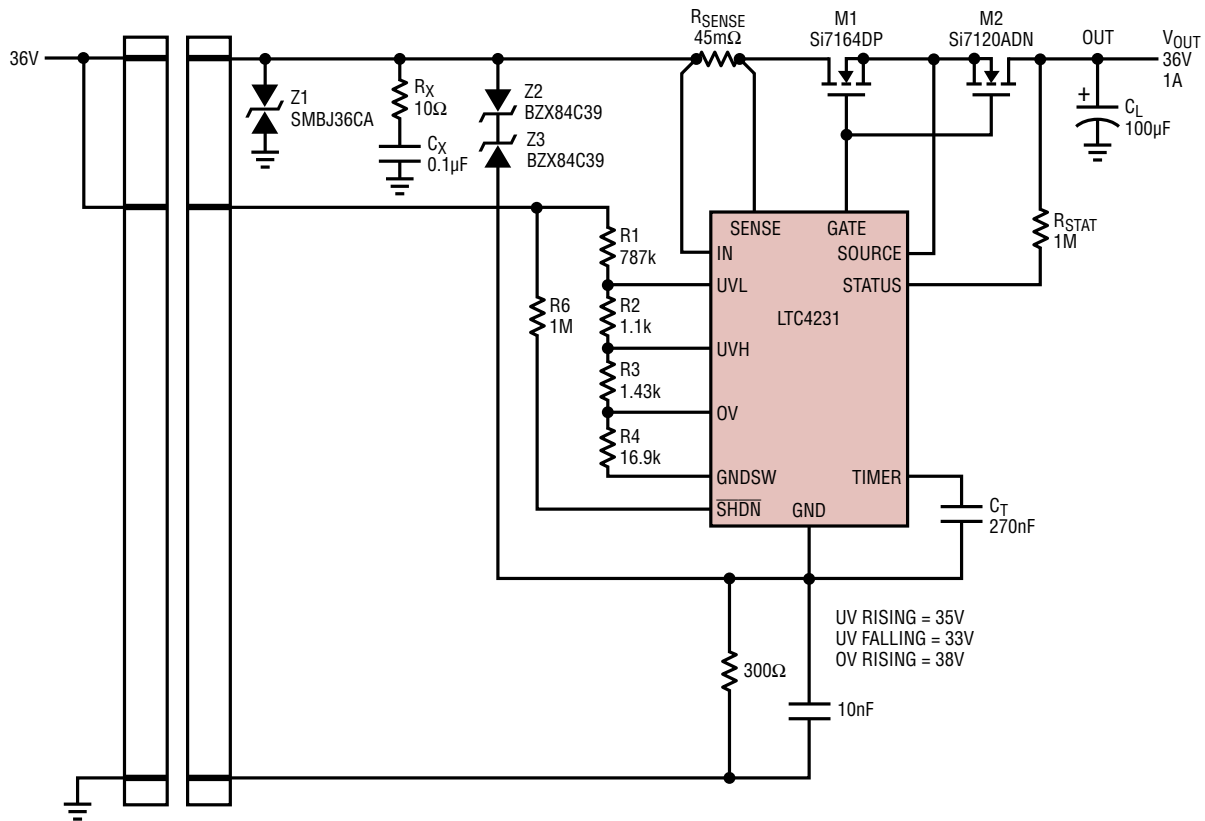 36V
Z1
SMBJ36CA
RX
10Ω
CX
0.1µF
Z2
BZX84C39
Z3
BZX84C39
RSENSE
45mΩ
M1
Si7164DP
M2
Si7120ADN
OUT
VOUT
36V
1A
+
CL
100µF
RSTAT
1M
R1
787k
R2
1.1k
R3
1.43k
R4
16.9k
R6
1M
SENSE
GATE
IN
SOURCE
UVL
STATUS
LTC4231
UVH
OV
GNDSW
TIMER
SHDN
GND
CT
270nF
UV RISING = 35V
UV FALLING = 33V
OV RISING = 38V
300Ω
10nF